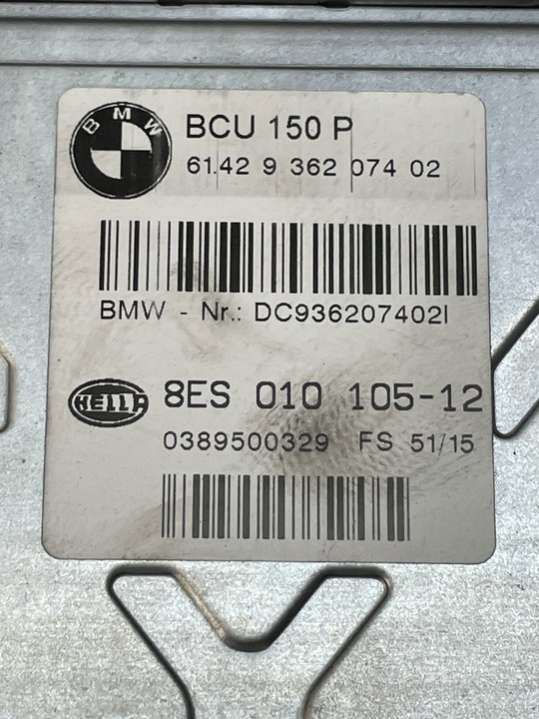 BMW
BCU 150 P
61.42 9 362 074 02
BMW - Nr.: DC936207402I
HELLA
8ES 010 105-12
0389500329 FS 51/15